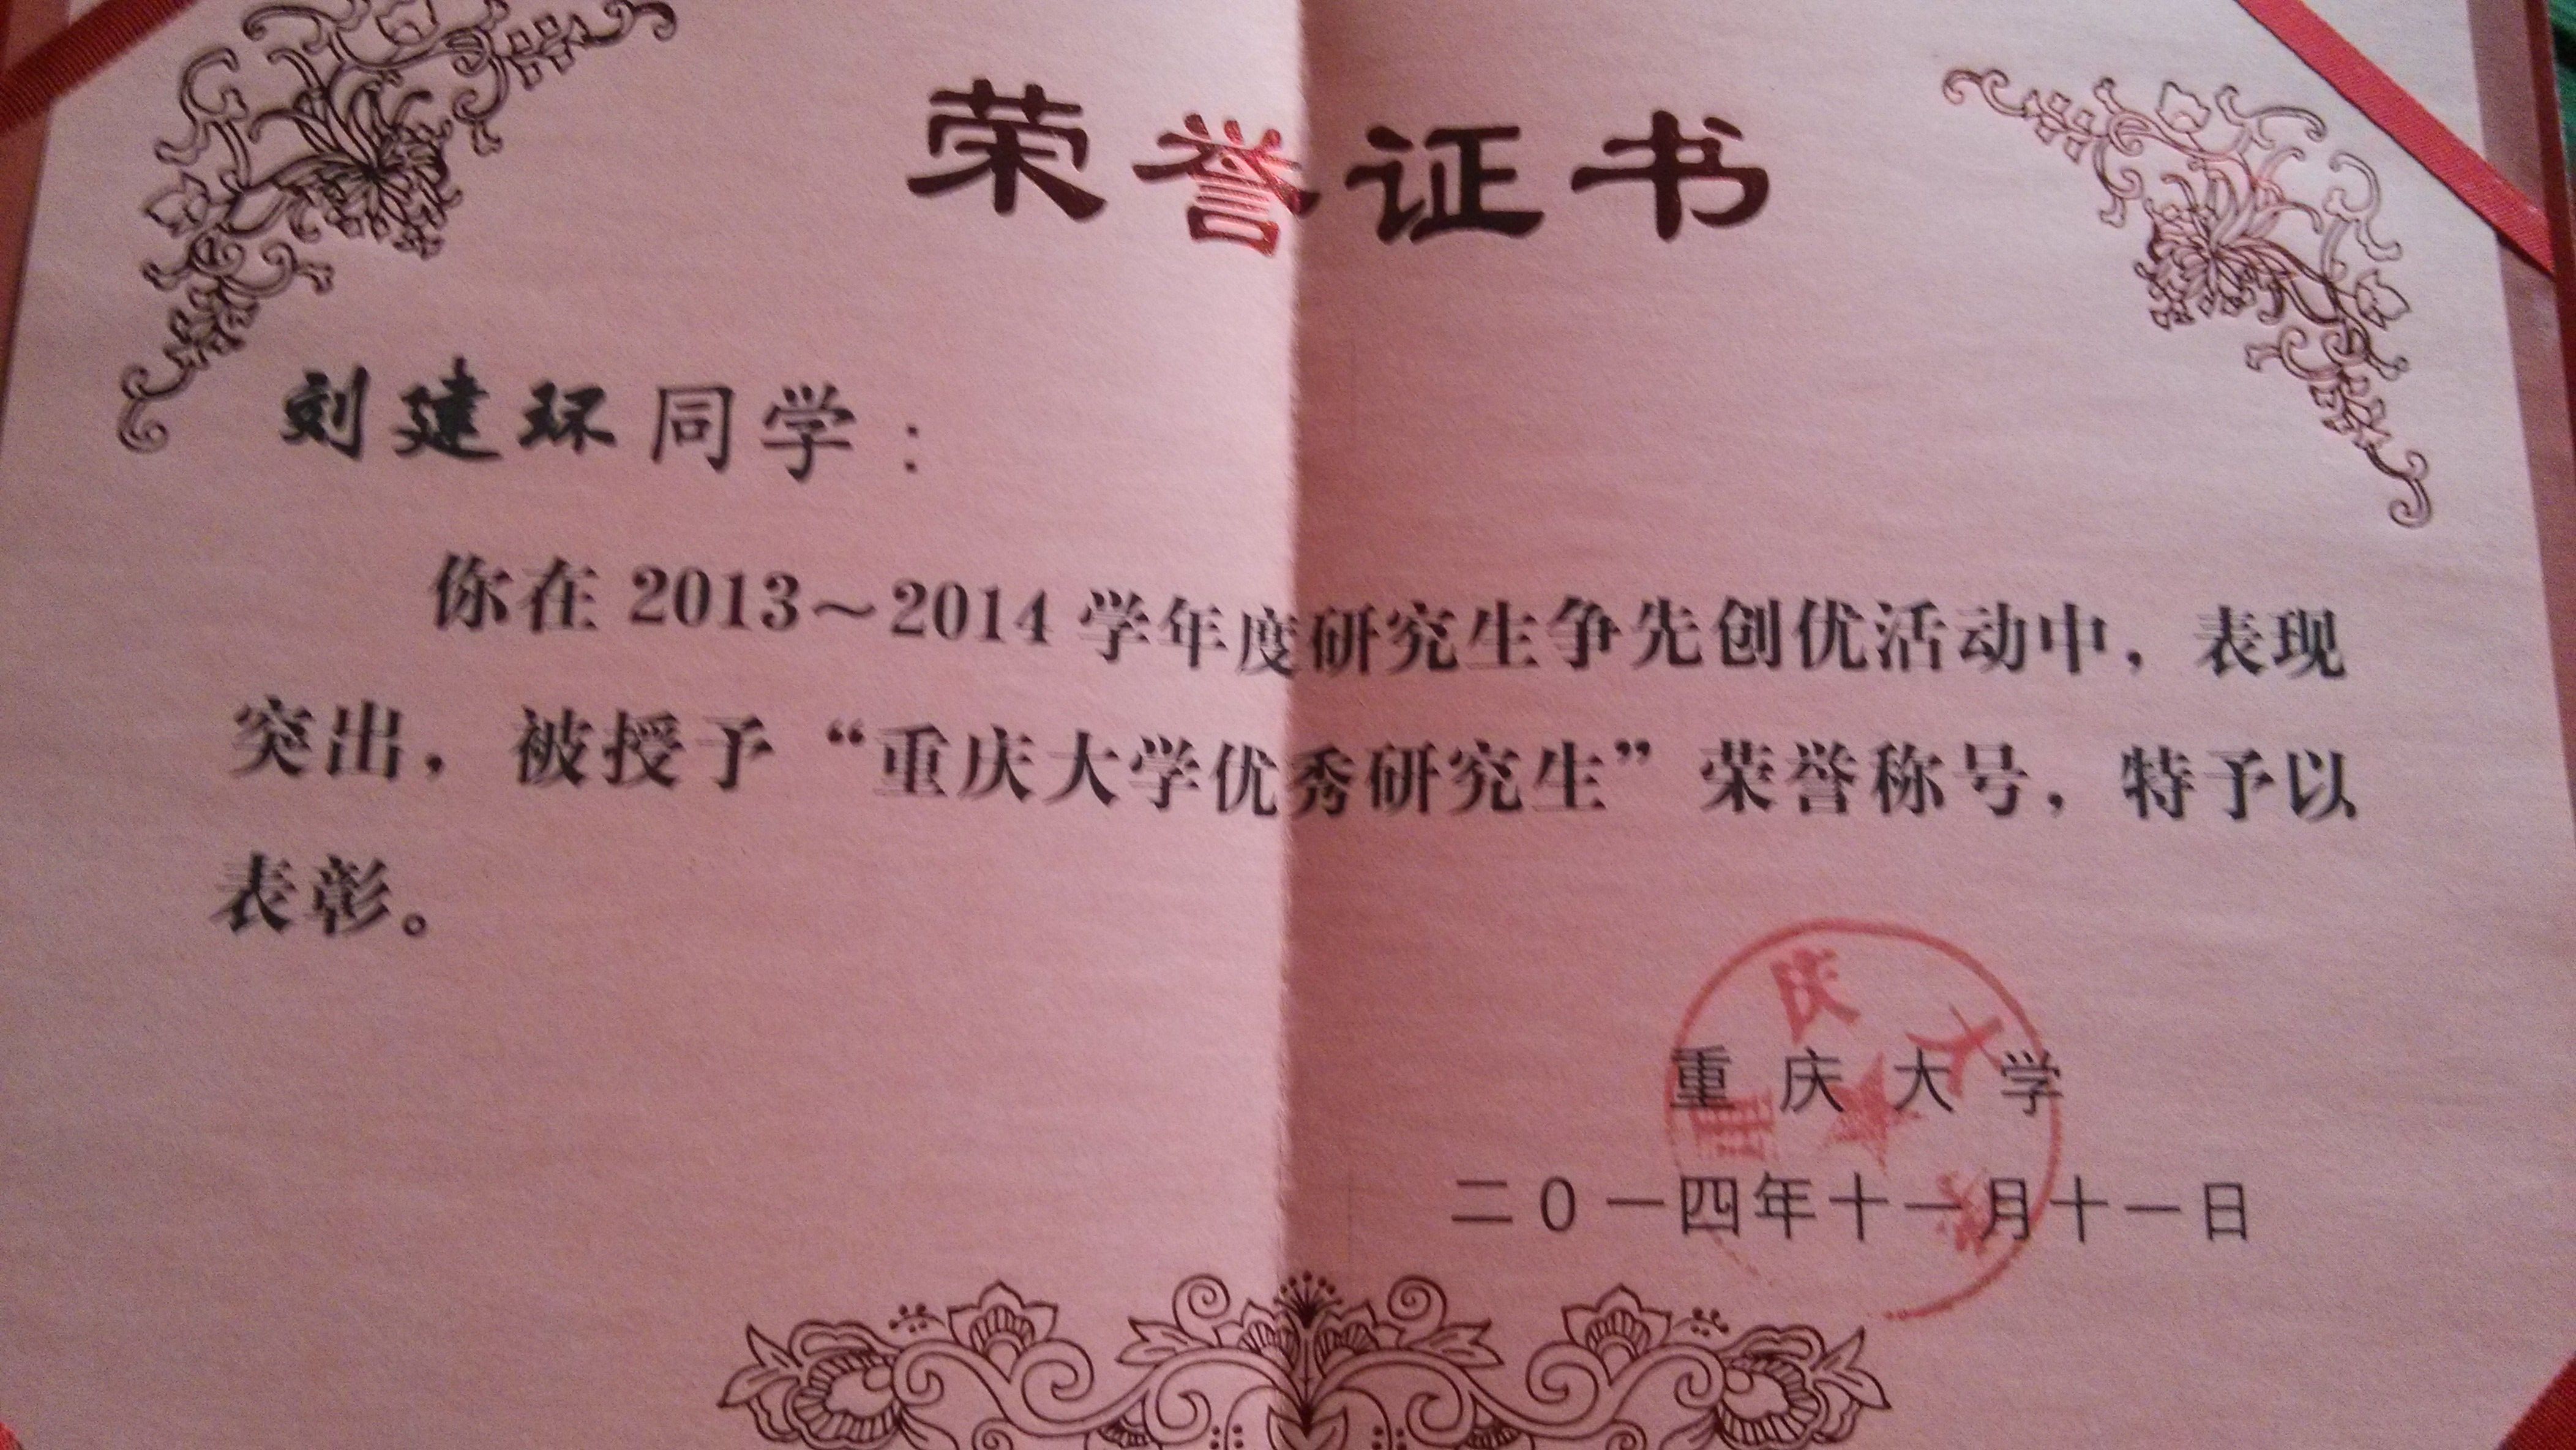 荣誉证书
刘建环同学：
你在 2013～2014 学年度研究生争先创优活动中，表现
突出，被授予“重庆大学优秀研究生”荣誉称号，特予以
表彰。
重庆大学
二0一四年十一月十一日